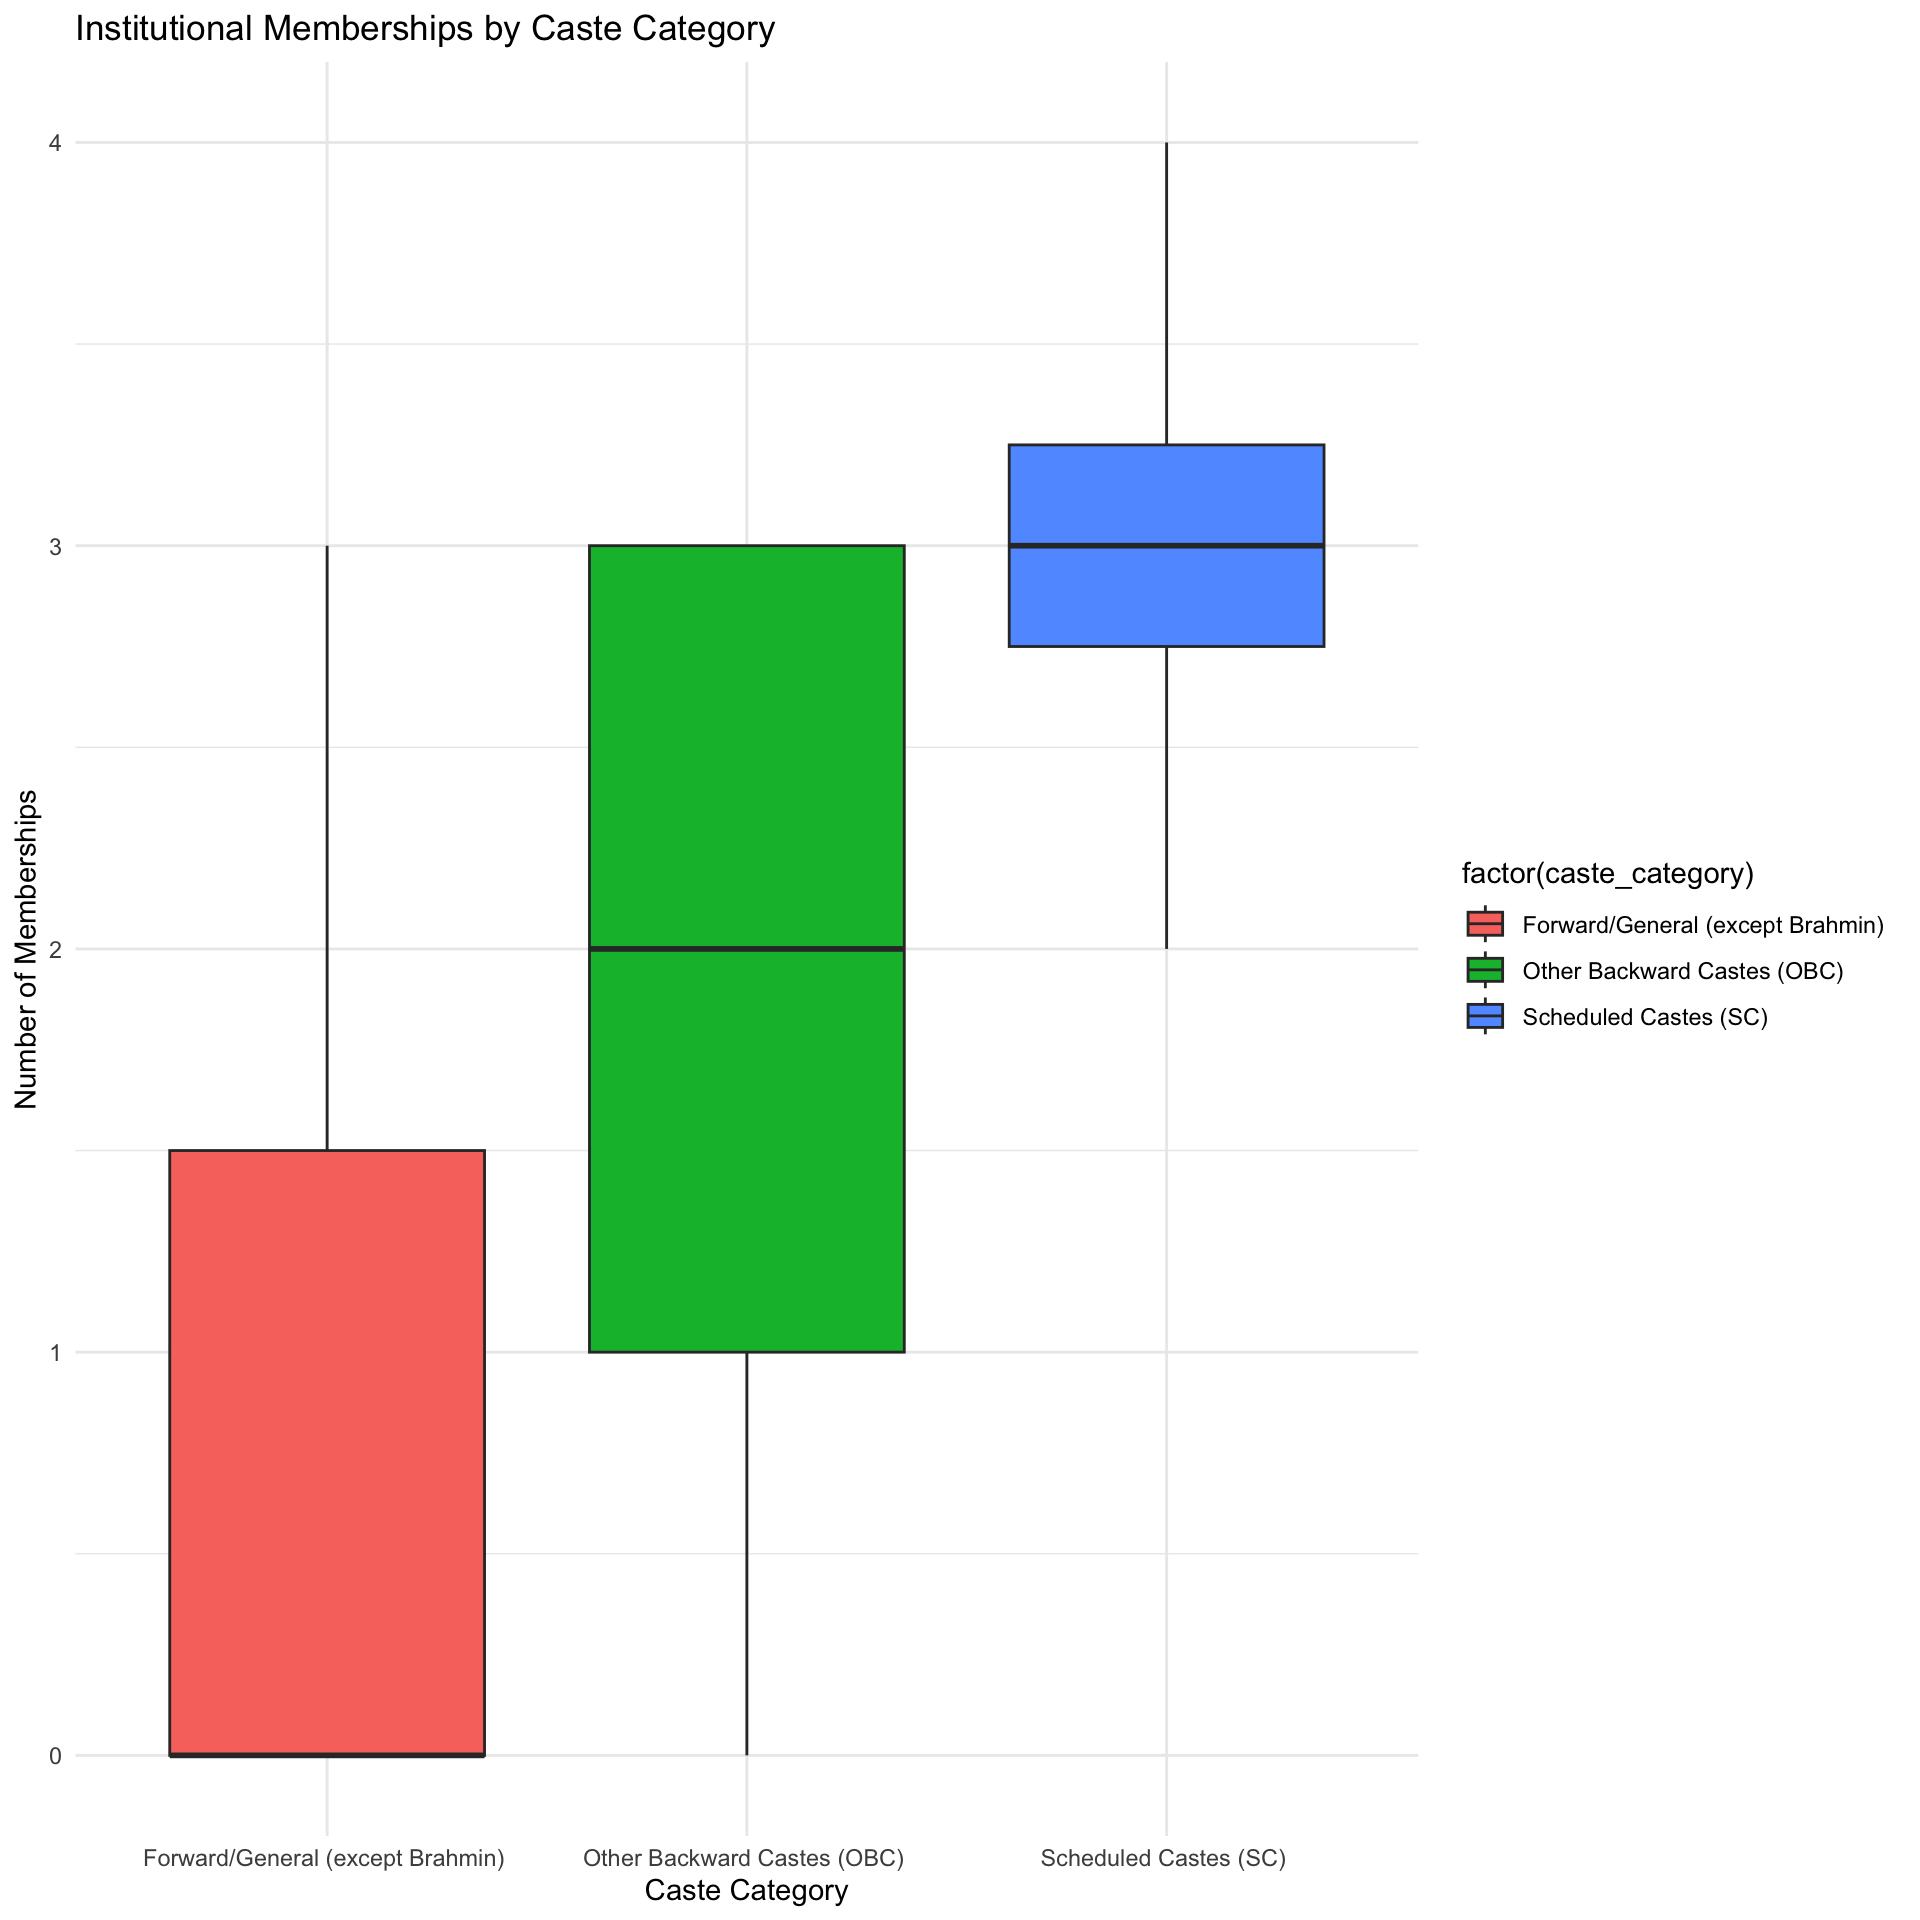 Institutional Memberships by Caste Category
4
3
2
1
0
Number of Memberships
Forward/General (except Brahmin)
Other Backward Castes (OBC)
Scheduled Castes (SC)
Caste Category
factor(caste_category)
Forward/General (except Brahmin)
Other Backward Castes (OBC)
Scheduled Castes (SC)